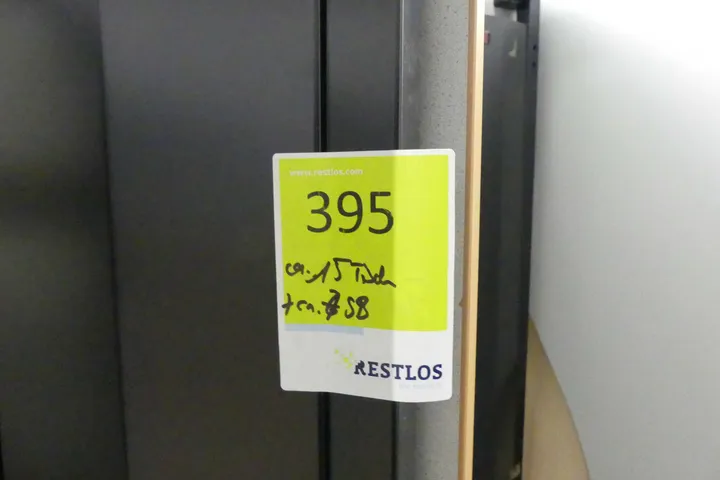 www.restlos.com
395
ca. 15 Tisch
+ ca. 58
RESTLOS